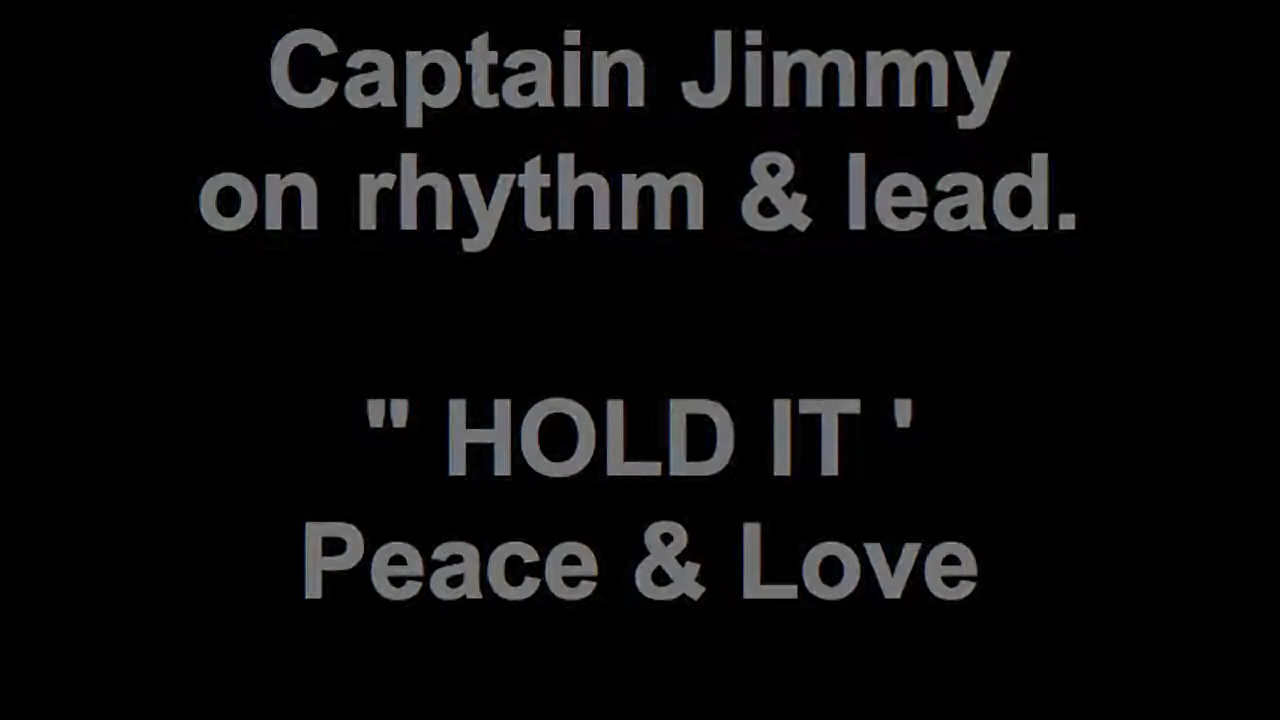 Captain Jimmy
on rhythm & lead.
" HOLD IT '
Peace & Love